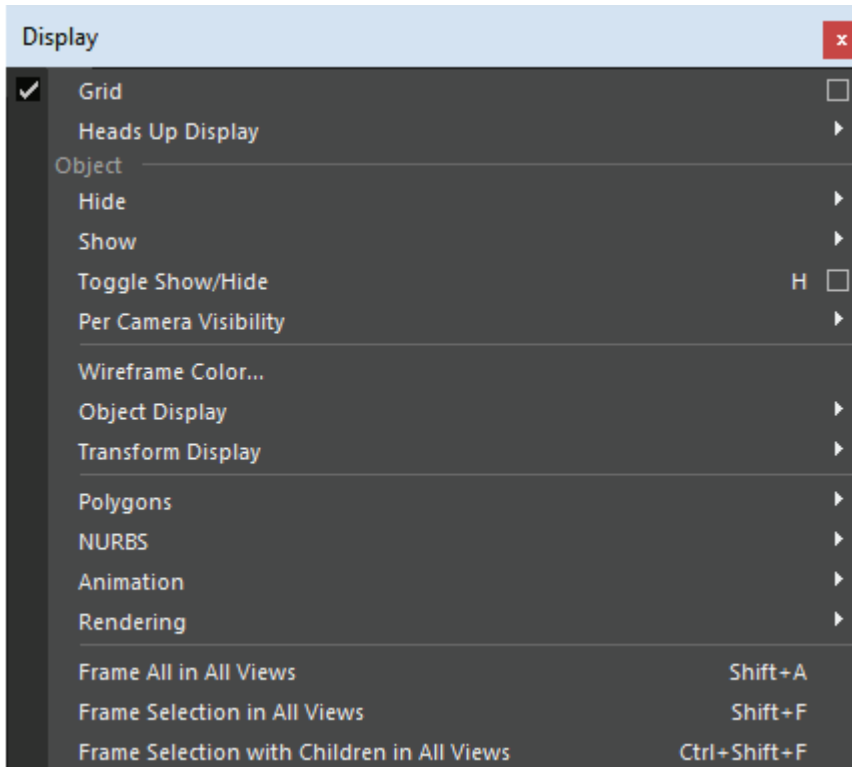 Display
x
Grid
Heads Up Display
Object
Hide
Show
Toggle Show/Hide H
Per Camera Visibility
Wireframe Color...
Object Display
Transform Display
Polygons
NURBS
Animation
Rendering
Frame All in All Views Shift+A
Frame Selection in All Views Shift+F
Frame Selection with Children in All Views Ctrl+Shift+F